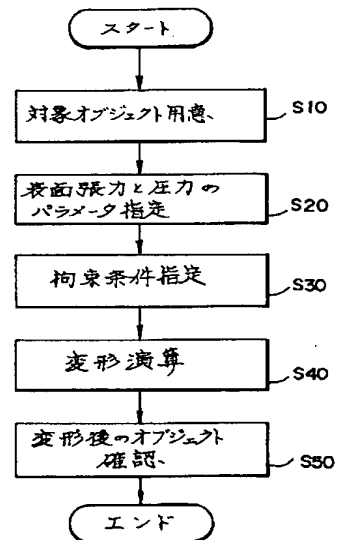 スタート
対象オブジェクト用意、
S10
表面張力と圧力の
パラメータ指定
S20
拘束条件指定
S30
変形演算
S40
変形後のオブジェクト
確認、
S50
エンド